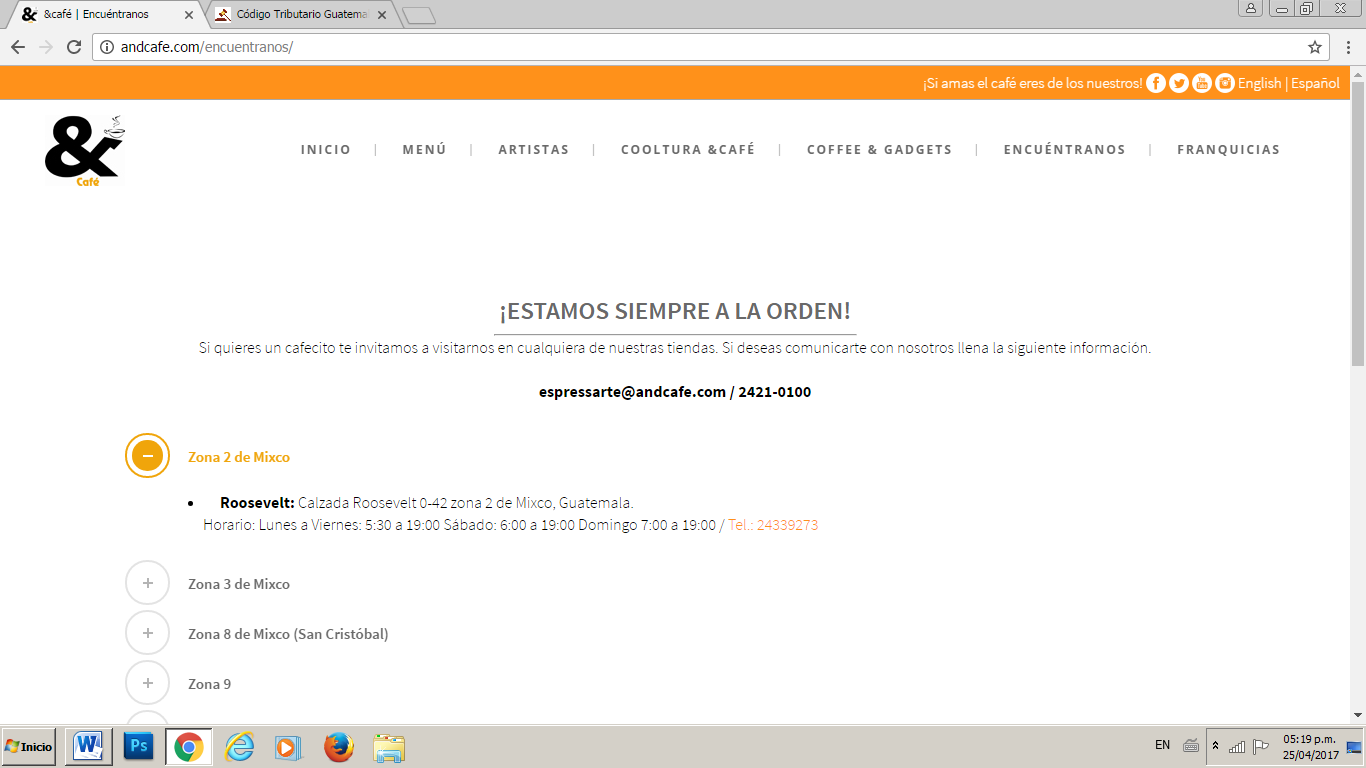 &café | Encuéntranos
Código Tributario Guatema
andcafe.com/encuentranos/
¡Si amas el café eres de los nuestros! English | Español
& Café
INICIO | MENÚ | ARTISTAS | COOLTURA &CAFÉ | COFFEE & GADGETS | ENCUÉNTRANOS | FRANQUICIAS
¡ESTAMOS SIEMPRE A LA ORDEN!
Si quieres un cafecito te invitamos a visitarnos en cualquiera de nuestras tiendas. Si deseas comunicarte con nosotros llena la siguiente información.
espressarte@andcafe.com / 2421-0100
Zona 2 de Mixco
Roosevelt: Calzada Roosevelt 0-42 zona 2 de Mixco, Guatemala.
Horario: Lunes a Viernes: 5:30 a 19:00 Sábado: 6:00 a 19:00 Domingo 7:00 a 19:00 / Tel.: 24339273
Zona 3 de Mixco
Zona 8 de Mixco (San Cristóbal)
Zona 9
Inicio
W
Ps
EN
05:19 p.m.
25/04/2017